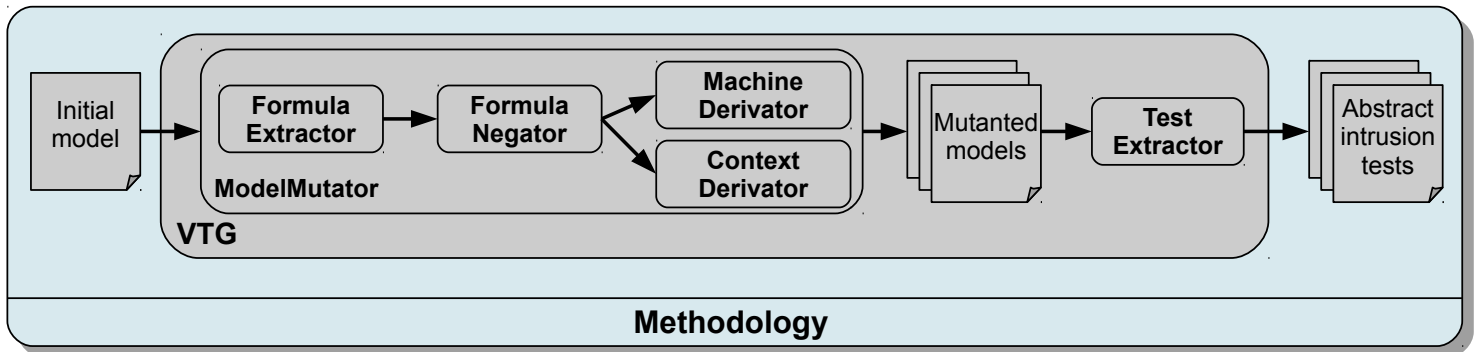 Initial
model
Formula
Extractor
Formula
Negator
Machine
Derivator
Context
Derivator
ModelMutator
VTG
Mutanted
models
Test
Extractor
Abstract
intrusion
tests
Methodology